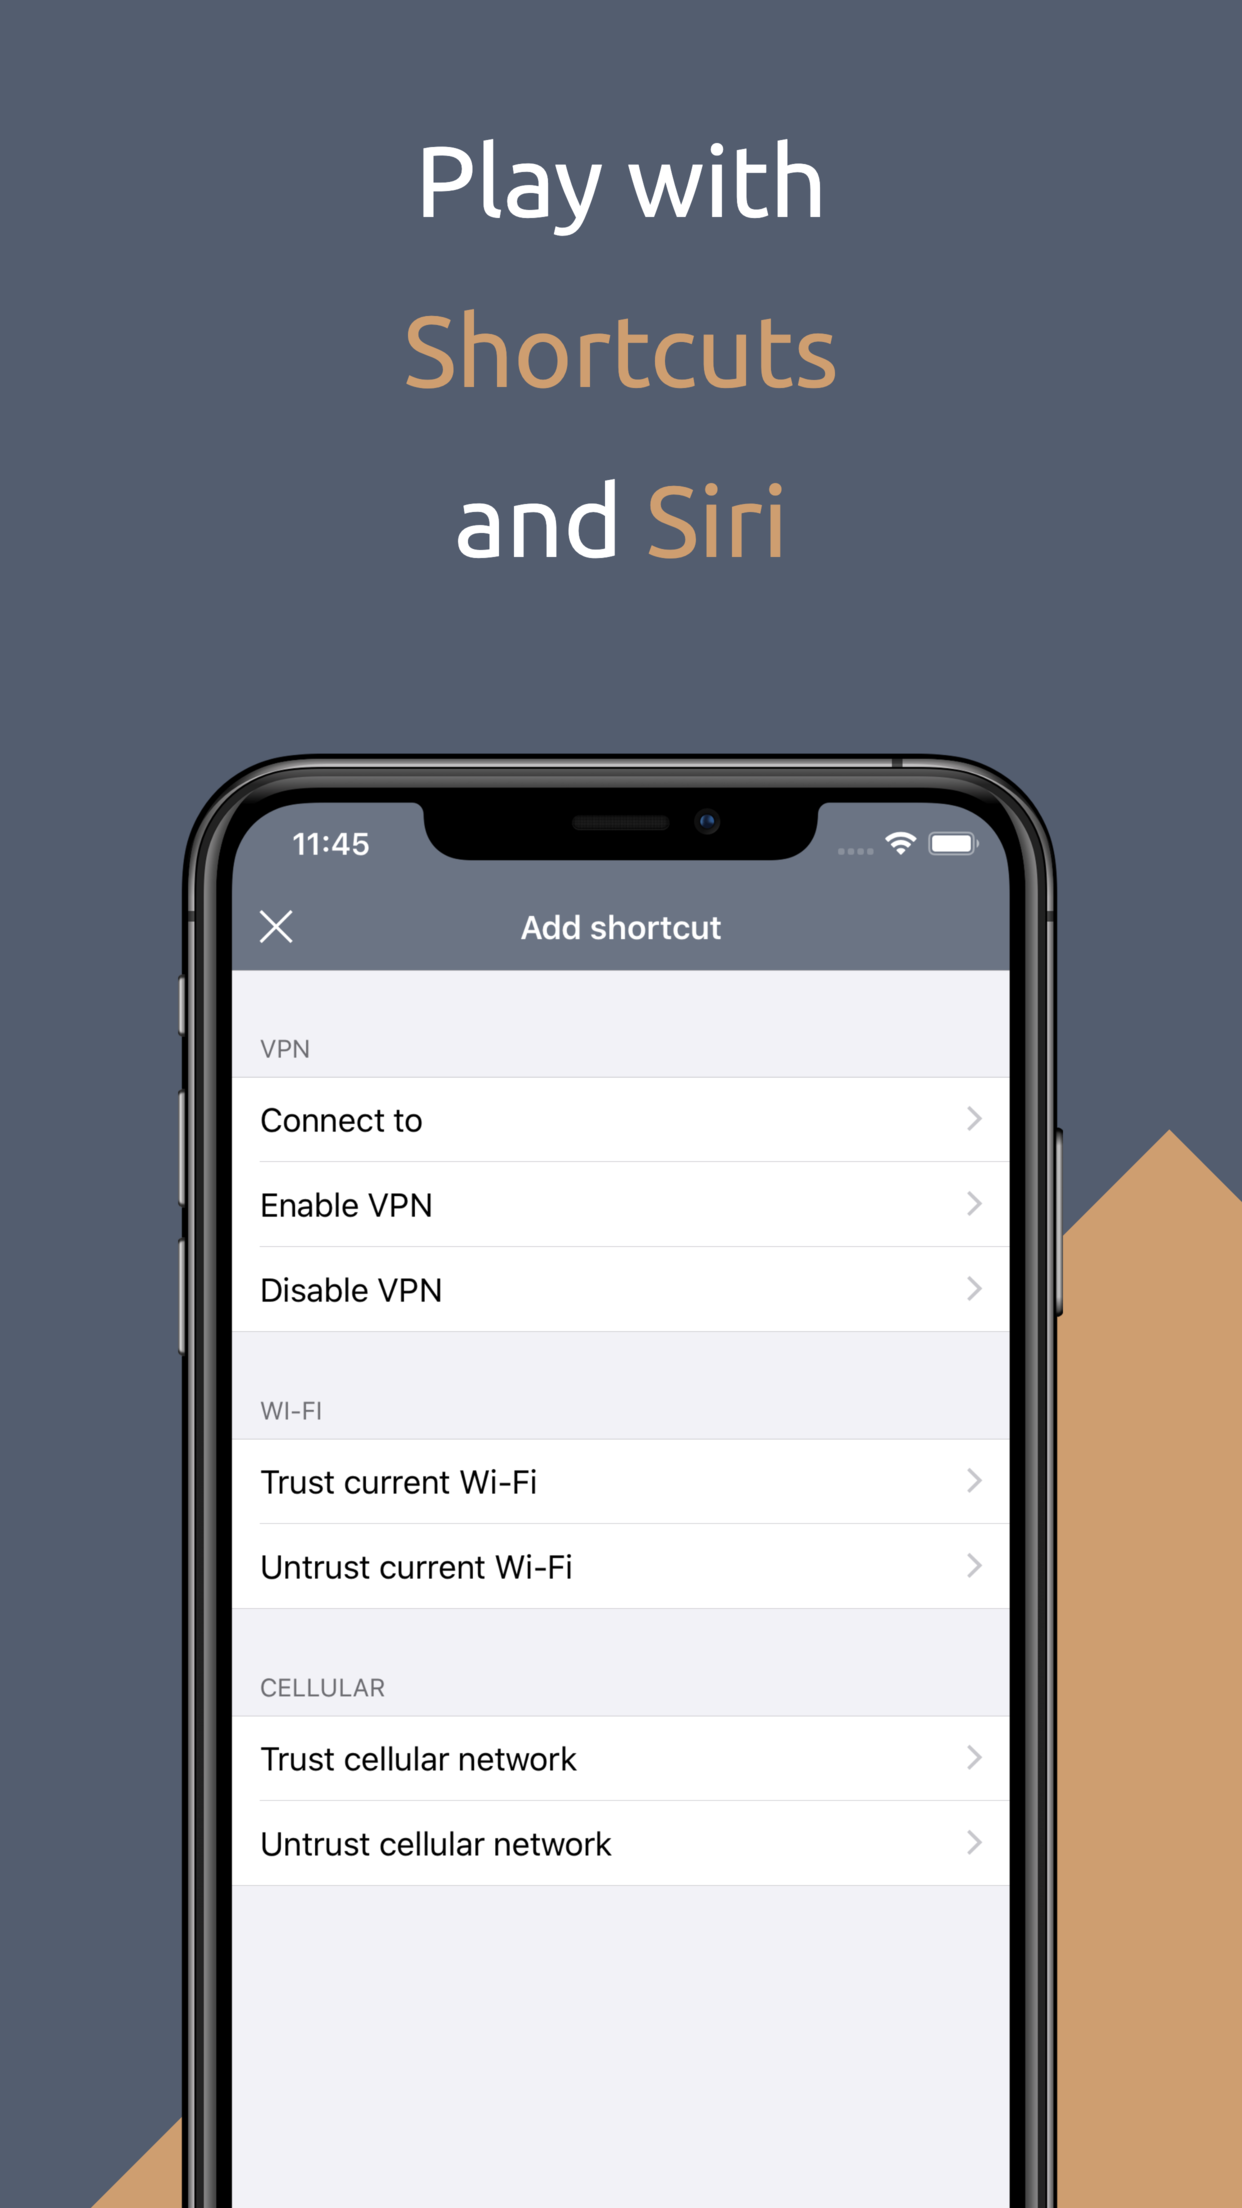 Play with
Shortcuts
and Siri
11:45
Add shortcut
VPN
Connect to
Enable VPN
Disable VPN
WI-FI
Trust current Wi-Fi
Untrust current Wi-Fi
CELLULAR
Trust cellular network
Untrust cellular network